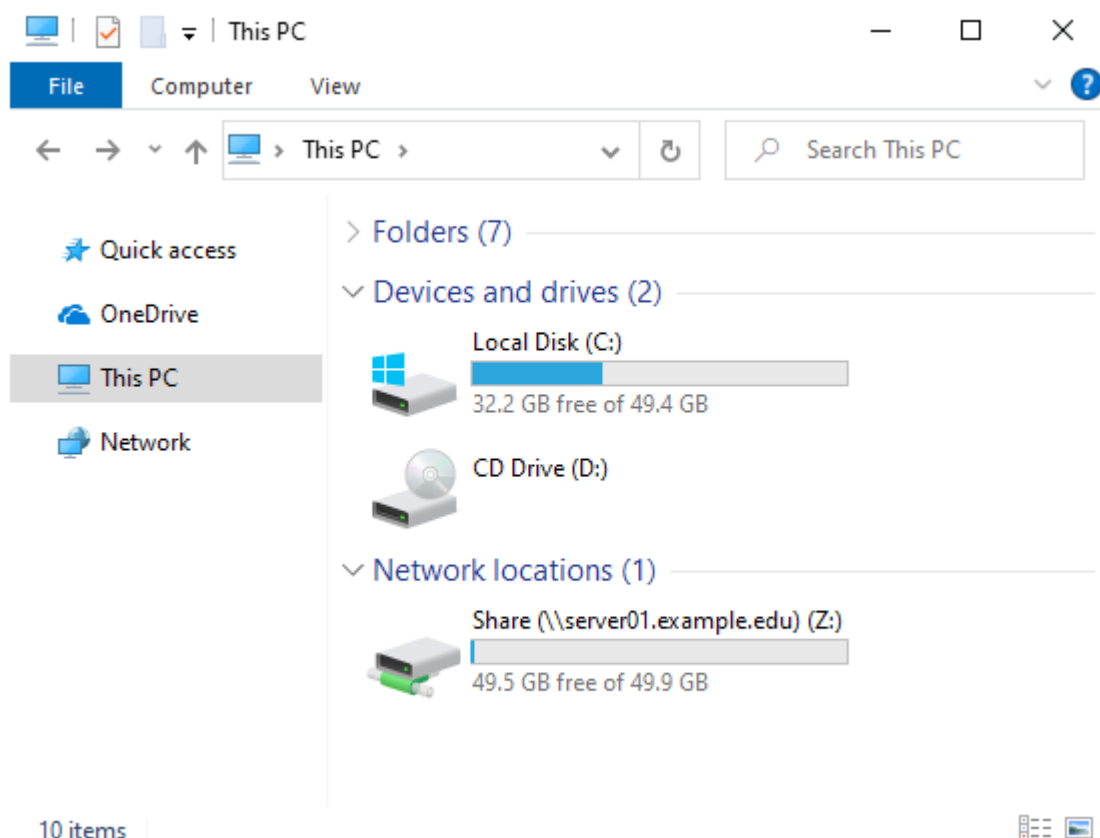 This PC
File Computer View ?
This PC Search This PC
Quick access
OneDrive
This PC
Network
Folders (7)
Devices and drives (2)
Local Disk (C:)
32.2 GB free of 49.4 GB
CD Drive (D:)
Network locations (1)
Share (\\server01.example.edu) (Z:)
49.5 GB free of 49.9 GB
10 items